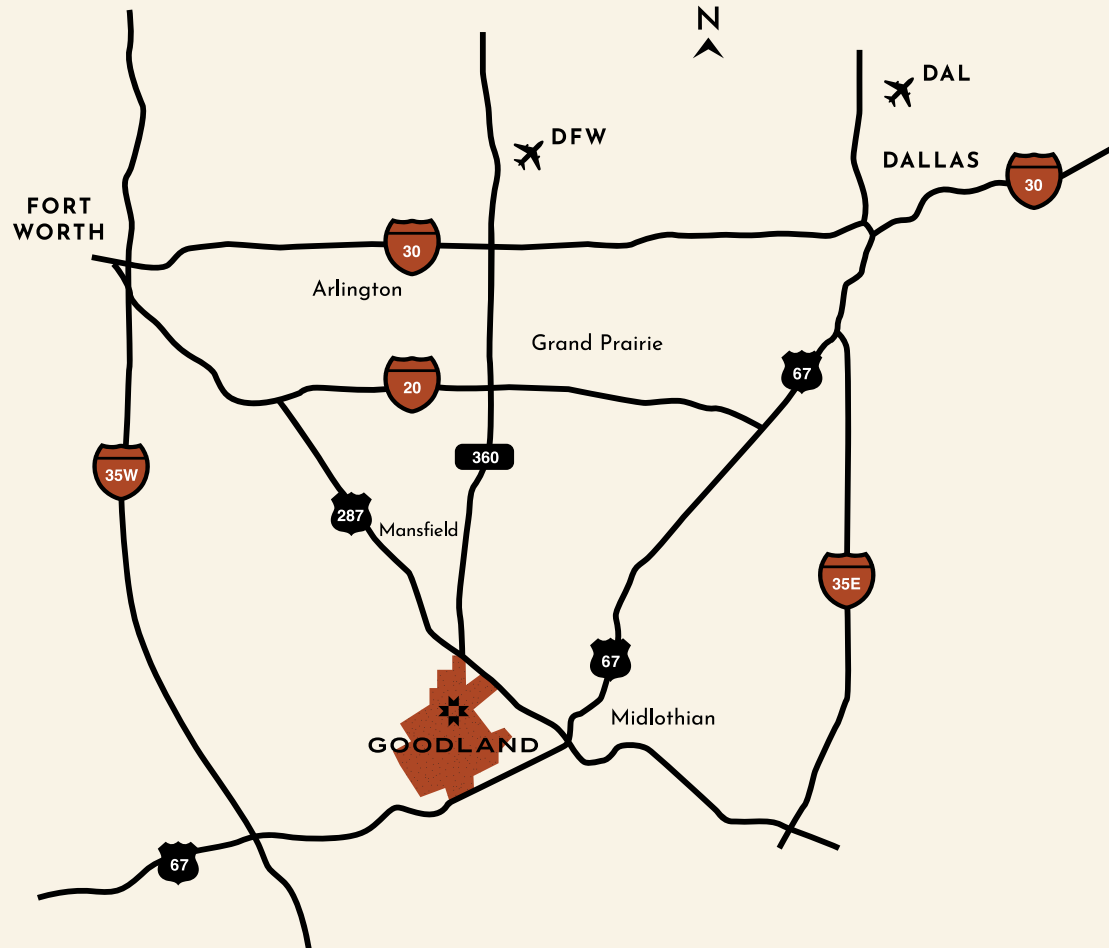 N
DAL
DFW
DALLAS
30
FORT
WORTH
30
Arlington
Grand Prairie
67
20
360
35W
287
Mansfield
35E
67
Midlothian
GOODLAND
67